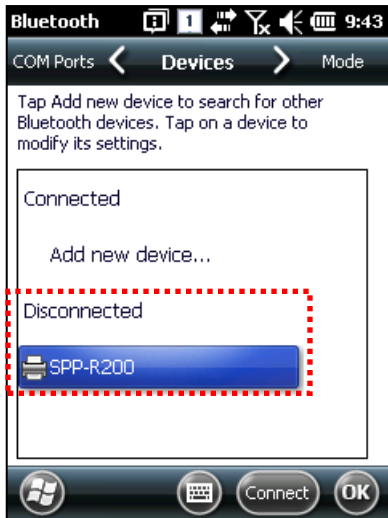 Bluetooth 1 9:43
COM Ports Devices Mode
Tap Add new device to search for other
Bluetooth devices. Tap on a device to
modify its settings.
Connected
Add new device...
Disconnected
SPP-R200
Connect OK